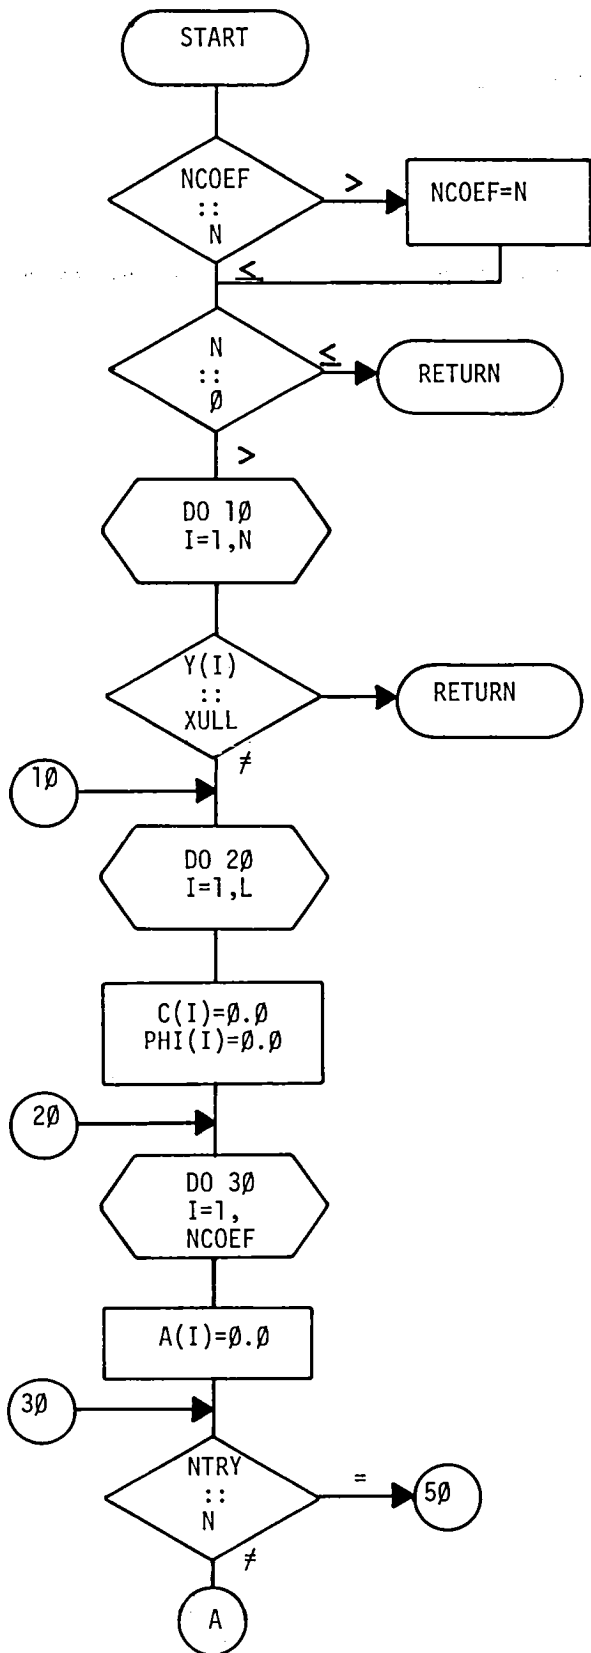 START
NCOEF
::
N
>
NCOEF=N
≤
N
::
Ø
≤
RETURN
>
DO 1Ø
I=1,N
Y(I)
::
XULL
RETURN
≠
1Ø
DO 2Ø
I=1,L
C(I)=Ø.Ø
PHI(I)=Ø.Ø
2Ø
DO 3Ø
I=1,
NCOEF
A(I)=Ø.Ø
3Ø
NTRY
::
N
=
5Ø
≠
A